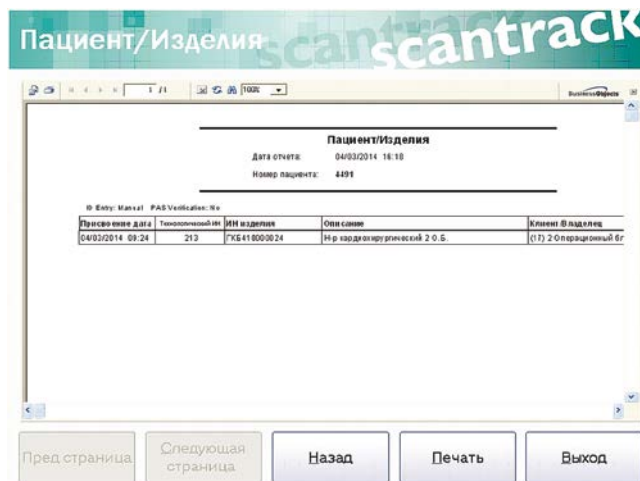 Пациент/Изделия
scantrack
scantrack
1 /1 100%
BusinessObjects
Пациент/Изделия
Дата отчета: 04/03/2014 16:18
Номер пациента: 4491
ID Entry: Manual PAS Verification: No
Присвоение дата Технологический ИН ИН изделия Описание Клиент/Владелец
04/03/2014 09:24 213 ГКБ418000024 Н-р кардиохирургический 2 О.Б. (17) 2 Операционный бл
Пред страница
Следующая
страница
Назад
Печать
Выход